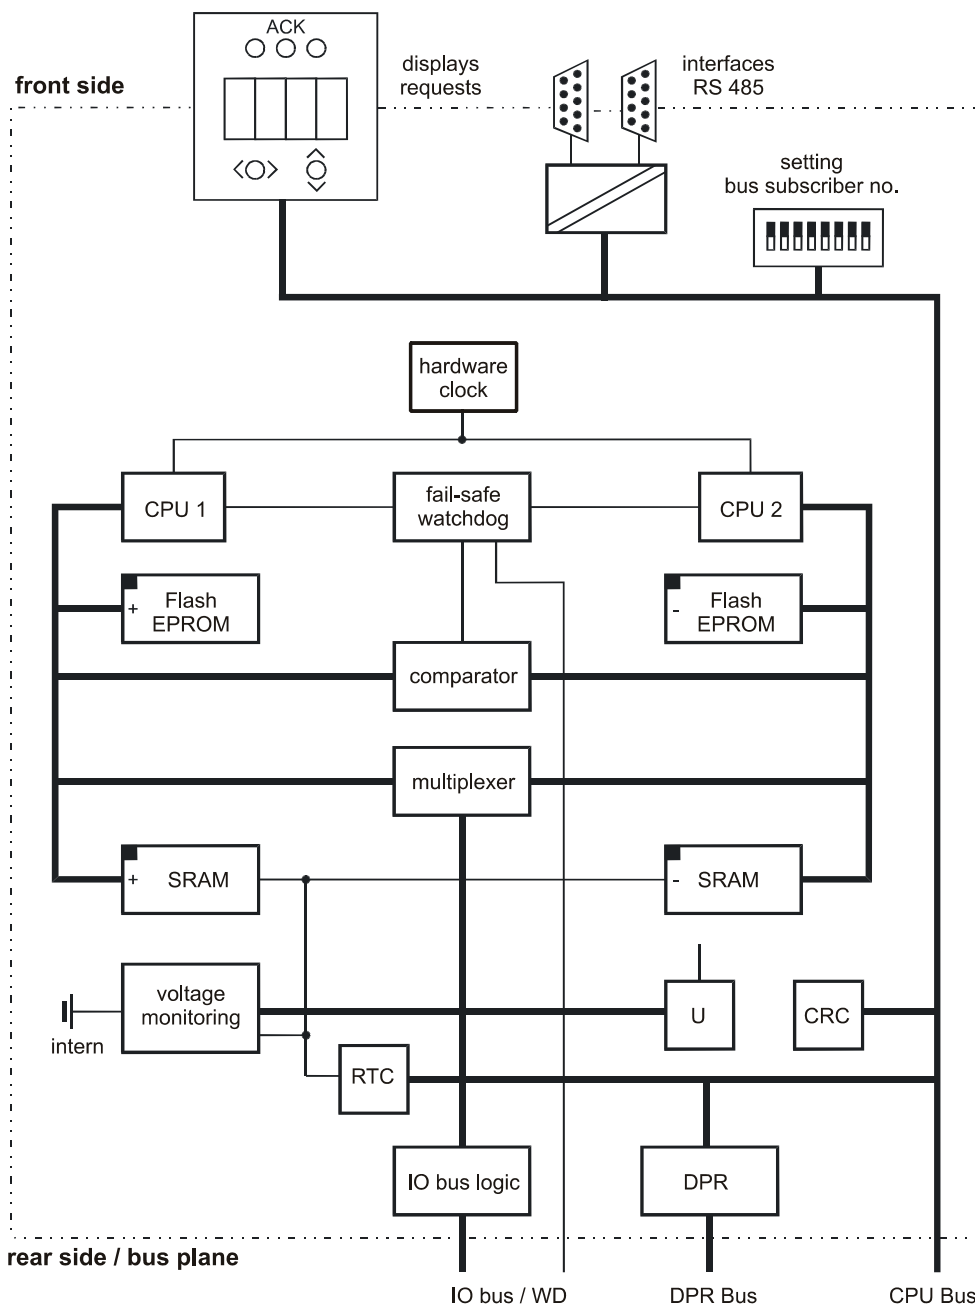 ACK
displays
requests
interfaces
RS 485
front side
setting
bus subscriber no.
hardware
clock
CPU 1
fail-safe
watchdog
CPU 2
+
Flash
EPROM
-
Flash
EPROM
comparator
multiplexer
+ SRAM
- SRAM
voltage
monitoring
intern
U
CRC
RTC
IO bus logic
DPR
rear side / bus plane
IO bus / WD
DPR Bus
CPU Bus